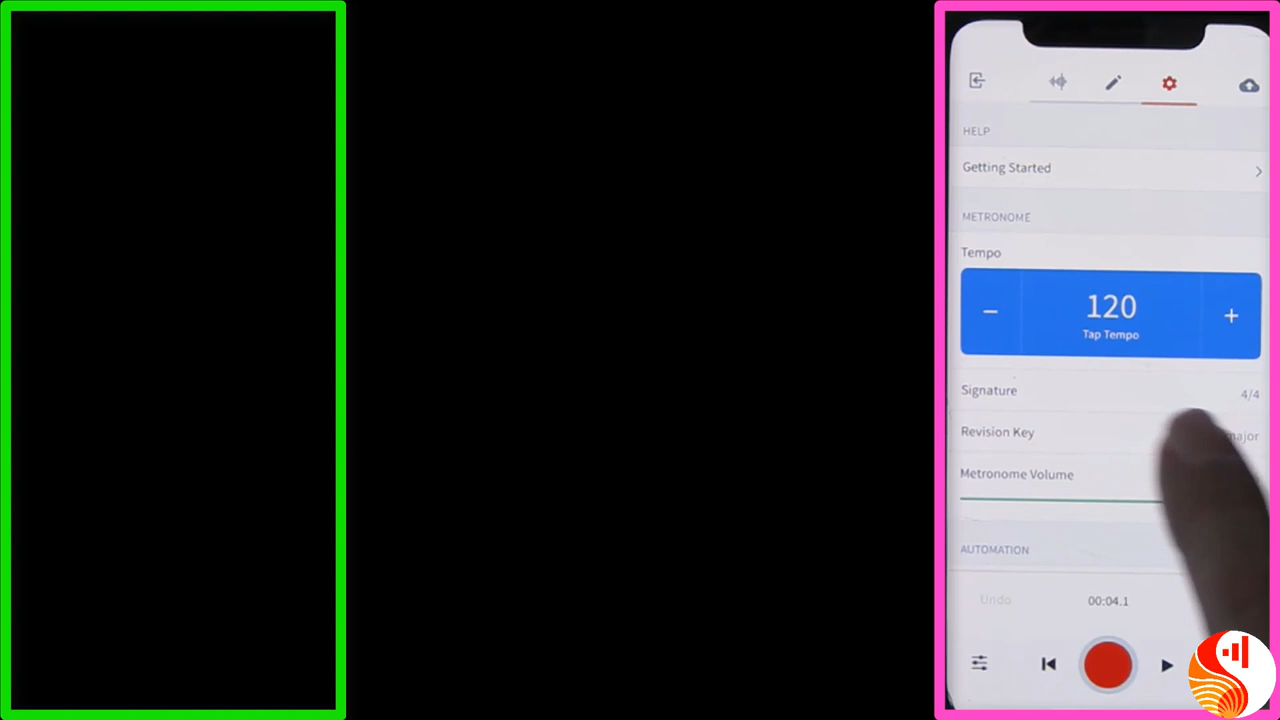 HELP
Getting Started
METRONOME
Tempo
120
Tap Tempo
Signature 4/4
Revision Key major
Metronome Volume
AUTOMATION
Undo 00:04.1